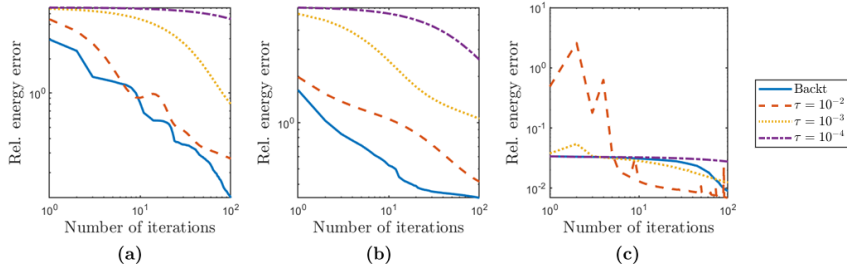 Rel. energy error
10^0
10^0
10^1
10^2
Number of iterations
(a)
Rel. energy error
10^0
10^0
10^1
10^2
Number of iterations
(b)
Rel. energy error
10^1
10^0
10^-1
10^-2
10^0
10^1
10^2
Number of iterations
(c)
Backt
τ = 10^-2
τ = 10^-3
τ = 10^-4